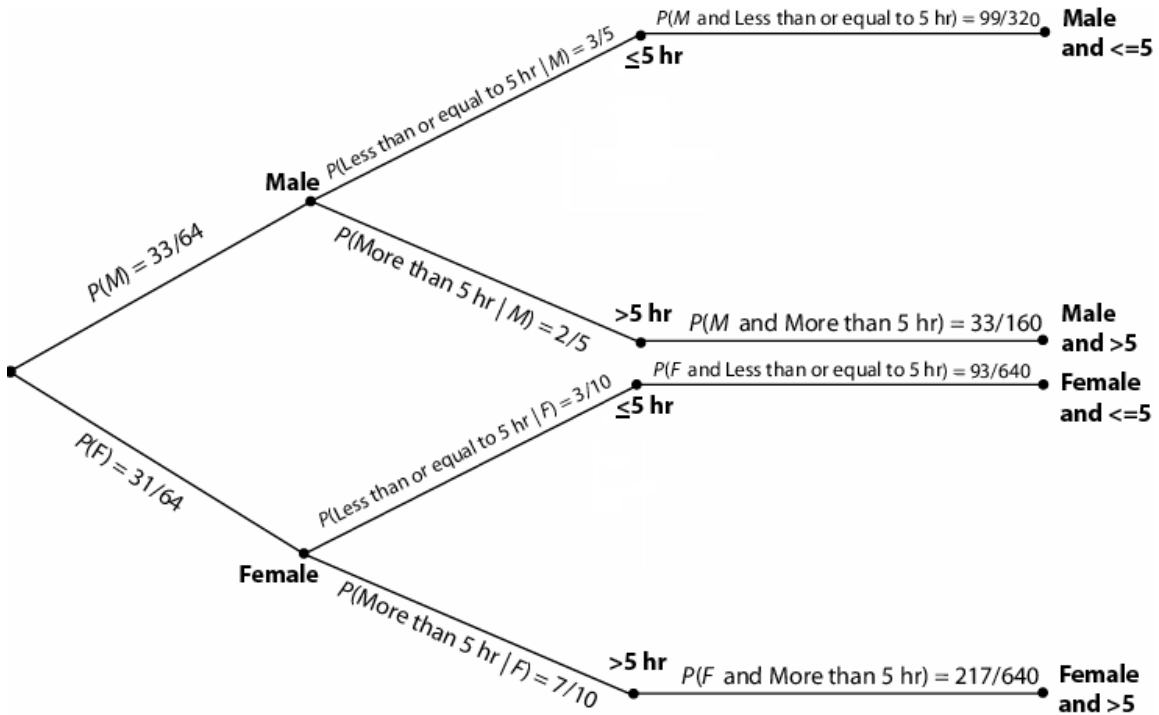 P(M and Less than or equal to 5 hr) = 99/320
Male
and <=5
P(Less than or equal to 5 hr | M) = 3/5
≤5 hr
Male
P(M) = 33/64
P(More than 5 hr | M) = 2/5
>5 hr
P(M and More than 5 hr) = 33/160
Male
and >5
P(F and Less than or equal to 5 hr) = 93/640
Female
and <=5
P(Less than or equal to 5 hr | F) = 3/10
≤5 hr
P(F) = 31/64
Female
P(More than 5 hr | F) = 7/10
>5 hr
P(F and More than 5 hr) = 217/640
Female
and >5